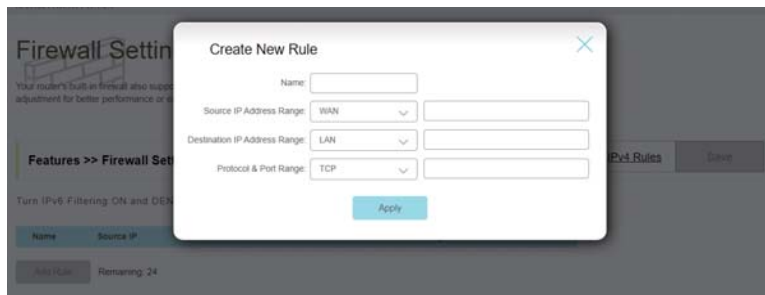 Firewall Settin
Create New Rule
Your router's built-in firewall also suppo
adjustment for better performance or
Name:
Source IP Address Range: WAN
Destination IP Address Range: LAN
Protocol & Port Range: TCP
Apply
Features >> Firewall Sett
IPv4 Rules
Save
Turn IPv6 Filtering ON and DEN
Name Source IP
Add Rule Remaining: 24